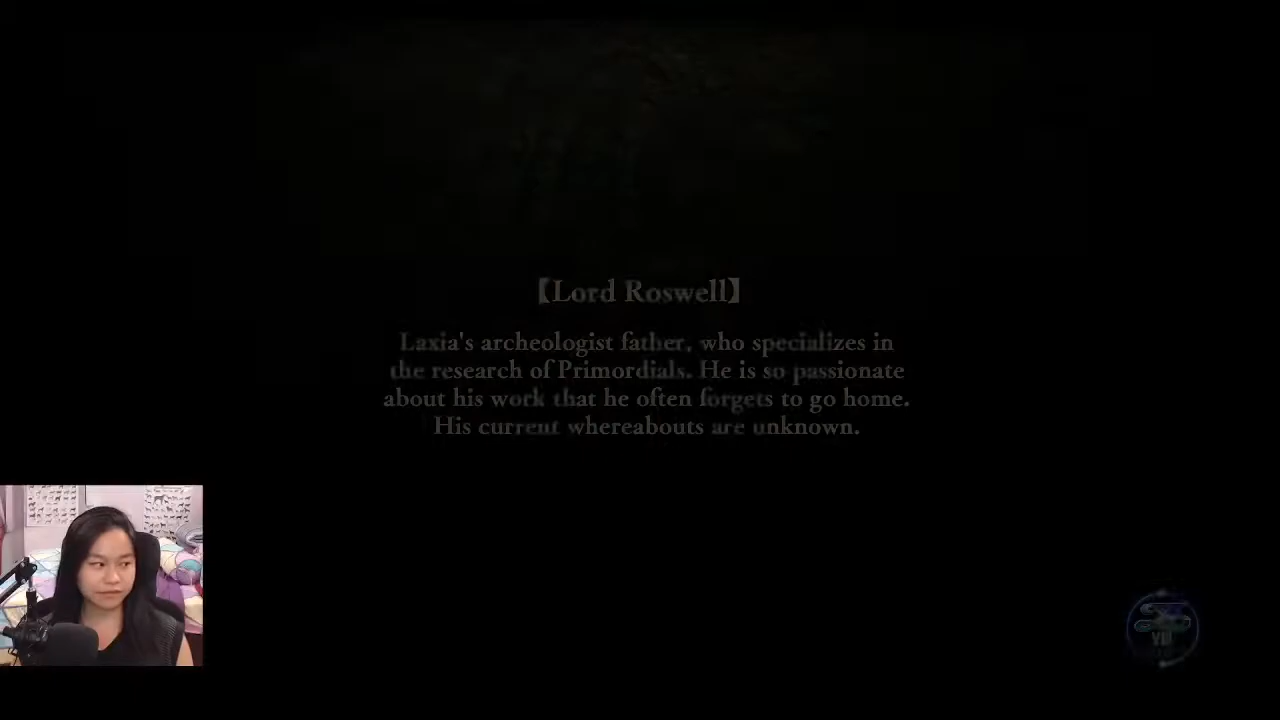 【Lord Roswell】
Laxia's archeologist father, who specializes in
the research of Primordials. He is so passionate
about his work that he often forgets to go home.
His current whereabouts are unknown.